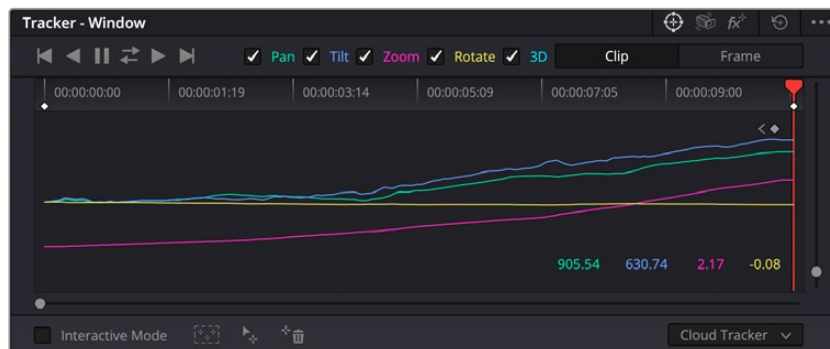 Tracker - Window
Pan Tilt Zoom Rotate 3D Clip Frame
00:00:00:00 00:00:01:19 00:00:03:14 00:00:05:09 00:00:07:05 00:00:09:00
905.54 630.74 2.17 -0.08
Interactive Mode Cloud Tracker